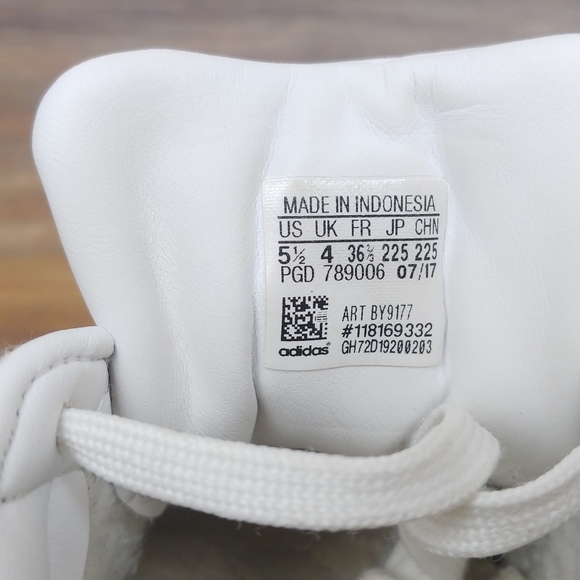 MADE IN INDONESIA
US UK FR JP CHN
5½ 4 36⅔ 225 225
PGD 789006 07/17
ART BY9177
#118169332
adidas® GH72D19200203